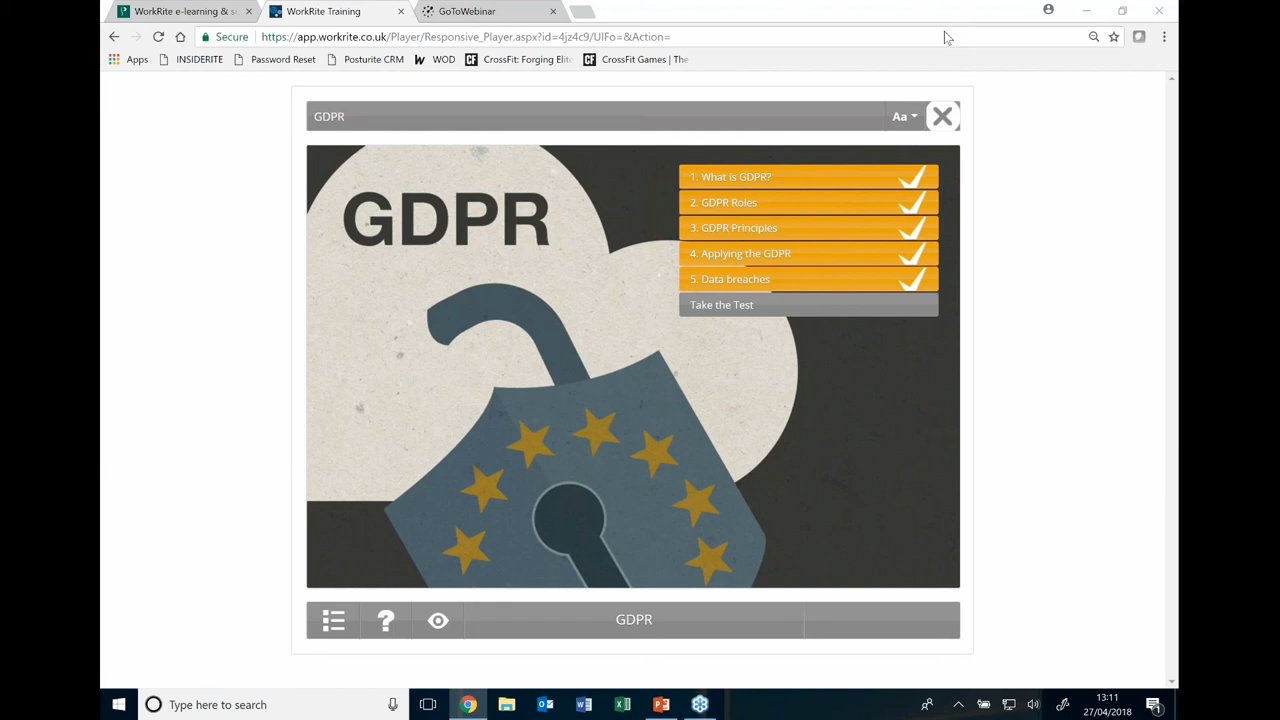 WorkRite e-learning & s
WorkRite Training
GoToWebinar
Secure
https://app.workrite.co.uk/Player/Responsive_Player.aspx?id=4jz4c9/UIFo=&Action=
Apps
INSIDERITE
Password Reset
Posturite CRM
WOD
CrossFit: Forging Elit
CrossFit Games | The
GDPR
Aa
GDPR
1. What is GDPR?
2. GDPR Roles
3. GDPR Principles
4. Applying the GDPR
5. Data breaches
Take the Test
GDPR
Type here to search
13:11
27/04/2018